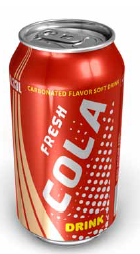 CARBONATED FLAVOR SOFT DRINK
FRESH
COLA
DRINK